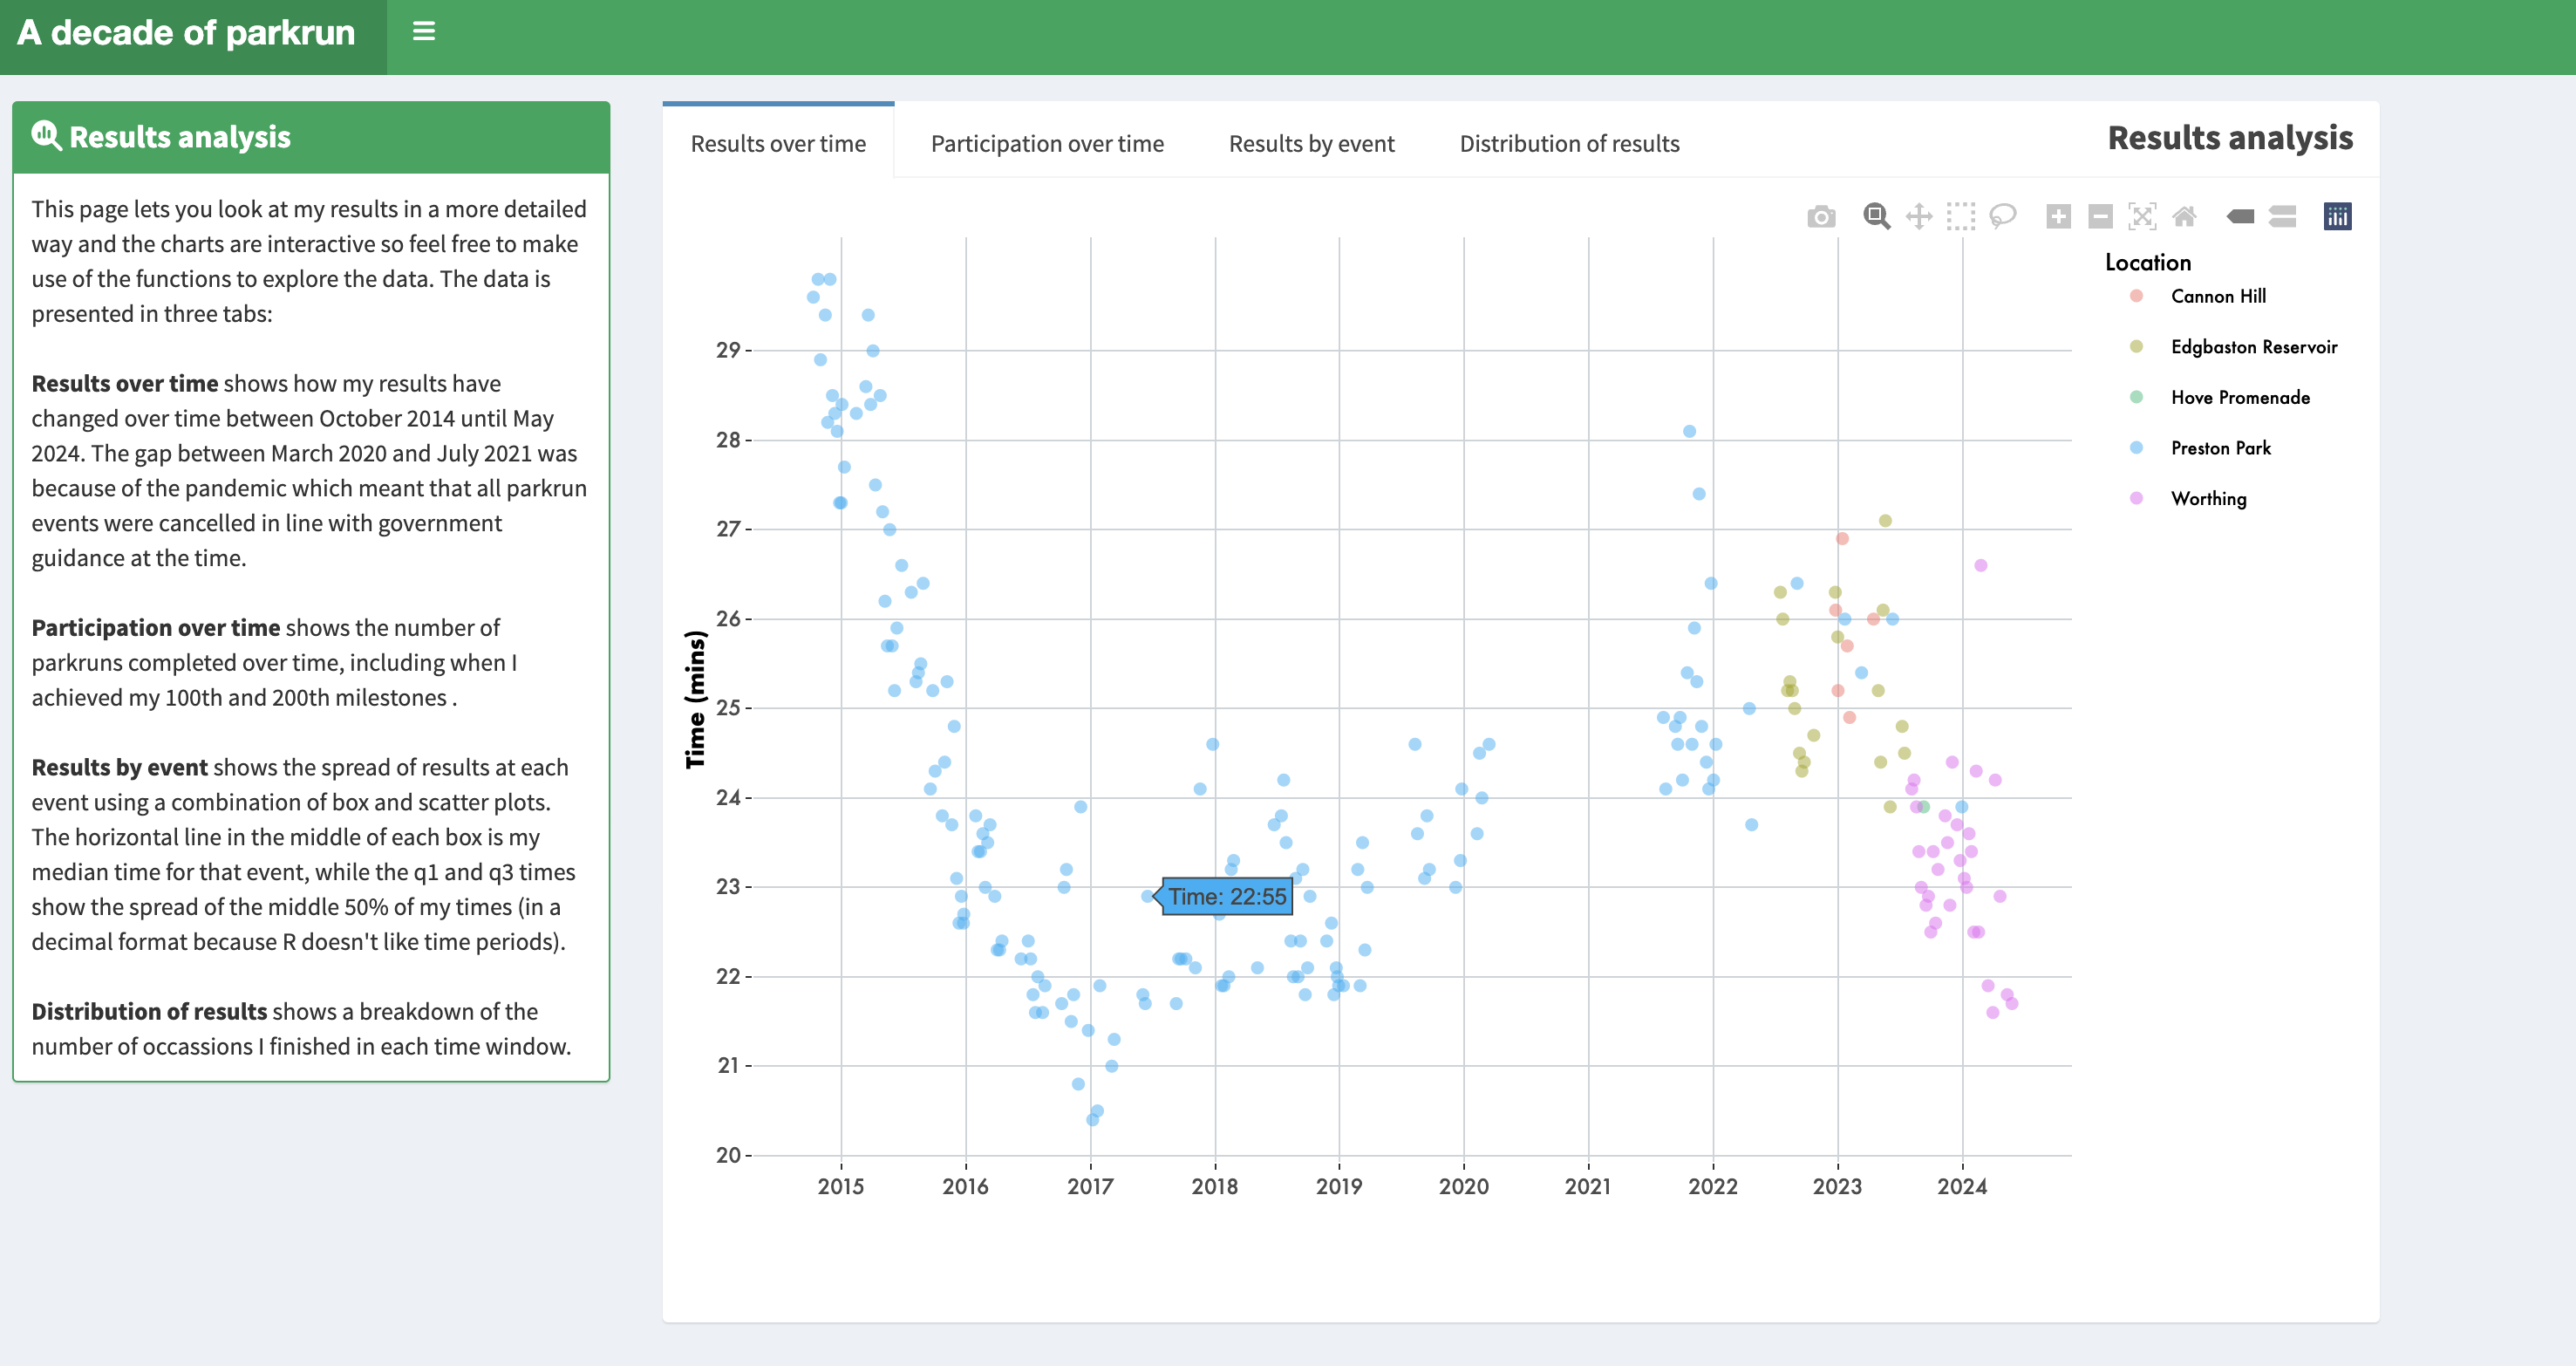 A decade of parkrun
Results analysis
This page lets you look at my results in a more detailed
way and the charts are interactive so feel free to make
use of the functions to explore the data. The data is
presented in three tabs:
Results over time shows how my results have
changed over time between October 2014 until May
2024. The gap between March 2020 and July 2021 was
because of the pandemic which meant that all parkrun
events were cancelled in line with government
guidance at the time.
Participation over time shows the number of
parkruns completed over time, including when I
achieved my 100th and 200th milestones .
Results by event shows the spread of results at each
event using a combination of box and scatter plots.
The horizontal line in the middle of each box is my
median time for that event, while the q1 and q3 times
show the spread of the middle 50% of my times (in a
decimal format because R doesn't like time periods).
Distribution of results shows a breakdown of the
number of occassions I finished in each time window.
Results over time
Participation over time
Results by event
Distribution of results
Results analysis
Time (mins)
29
28
27
26
25
24
23
22
21
20
Time: 22:55
2015
2016
2017
2018
2019
2020
2021
2022
2023
2024
Location
Cannon Hill
Edgbaston Reservoir
Hove Promenade
Preston Park
Worthing